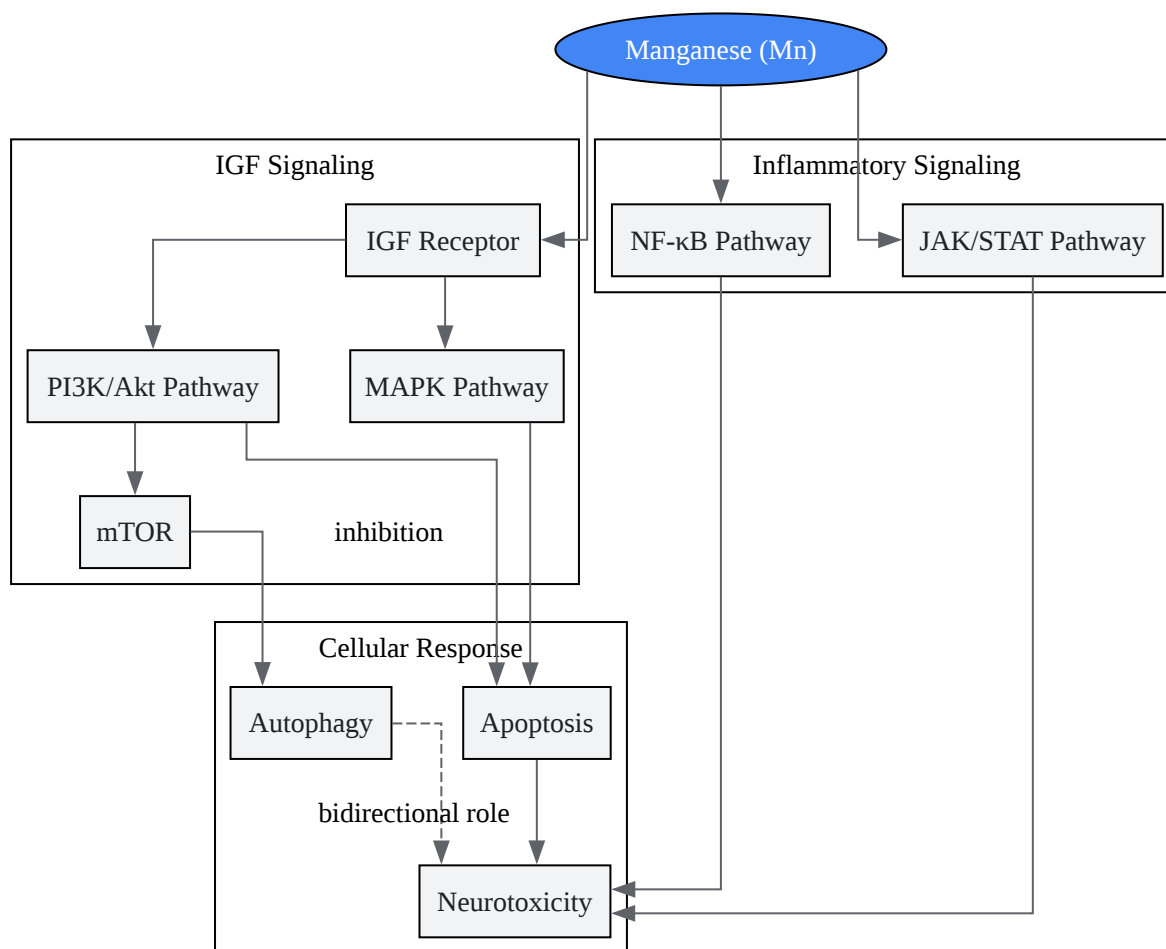 Manganese (Mn)
IGF Signaling
Inflammatory Signaling
IGF Receptor
NF-κB Pathway
JAK/STAT Pathway
PI3K/Akt Pathway
MAPK Pathway
mTOR
inhibition
Cellular Response
Autophagy
Apoptosis
bidirectional role
Neurotoxicity